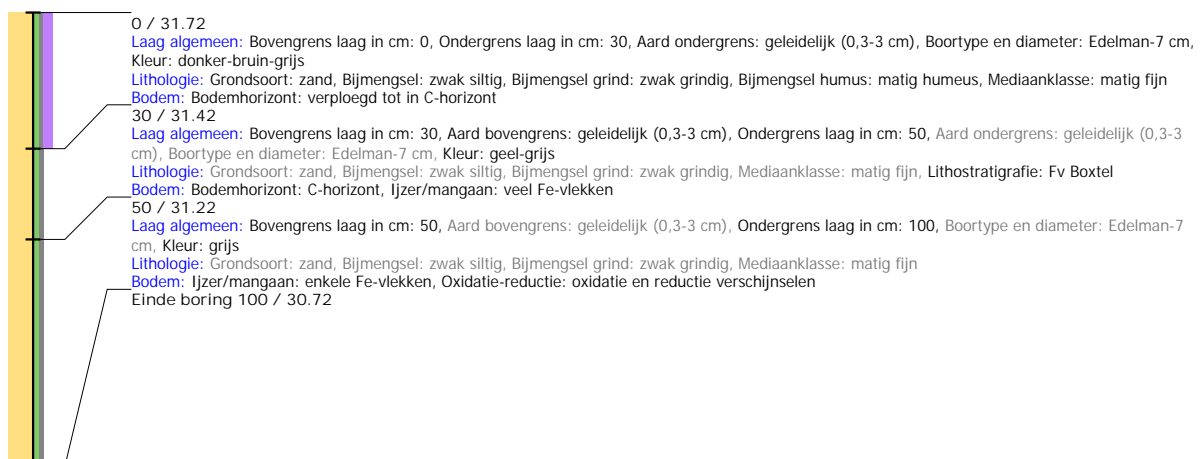 0 / 31.72
Laag algemeen: Bovengrens laag in cm: 0, Ondergrens laag in cm: 30, Aard ondergrens: geleidelijk (0,3-3 cm), Boortype en diameter: Edelman-7 cm,
Kleur: donker-bruin-grijs
Lithologie: Grondsoort: zand, Bijmengsel: zwak siltig, Bijmengsel grind: zwak grindig, Bijmengsel humus: matig humeus, Mediaanklasse: matig fijn
Bodem: Bodemhorizont: verploegd tot in C-horizont
30 / 31.42
Laag algemeen: Bovengrens laag in cm: 30, Aard bovengrens: geleidelijk (0,3-3 cm), Ondergrens laag in cm: 50, Aard ondergrens: geleidelijk (0,3-3
cm), Boortype en diameter: Edelman-7 cm, Kleur: geel-grijs
Lithologie: Grondsoort: zand, Bijmengsel: zwak siltig, Bijmengsel grind: zwak grindig, Mediaanklasse: matig fijn, Lithostratigrafie: Fv Boxtel
Bodem: Bodemhorizont: C-horizont, Ijzer/mangaan: veel Fe-vlekken
50 / 31.22
Laag algemeen: Bovengrens laag in cm: 50, Aard bovengrens: geleidelijk (0,3-3 cm), Ondergrens laag in cm: 100, Boortype en diameter: Edelman-7
cm, Kleur: grijs
Lithologie: Grondsoort: zand, Bijmengsel: zwak siltig, Bijmengsel grind: zwak grindig, Mediaanklasse: matig fijn
Bodem: Ijzer/mangaan: enkele Fe-vlekken, Oxidatie-reductie: oxidatie en reductie verschijnselen
Einde boring 100 / 30.72